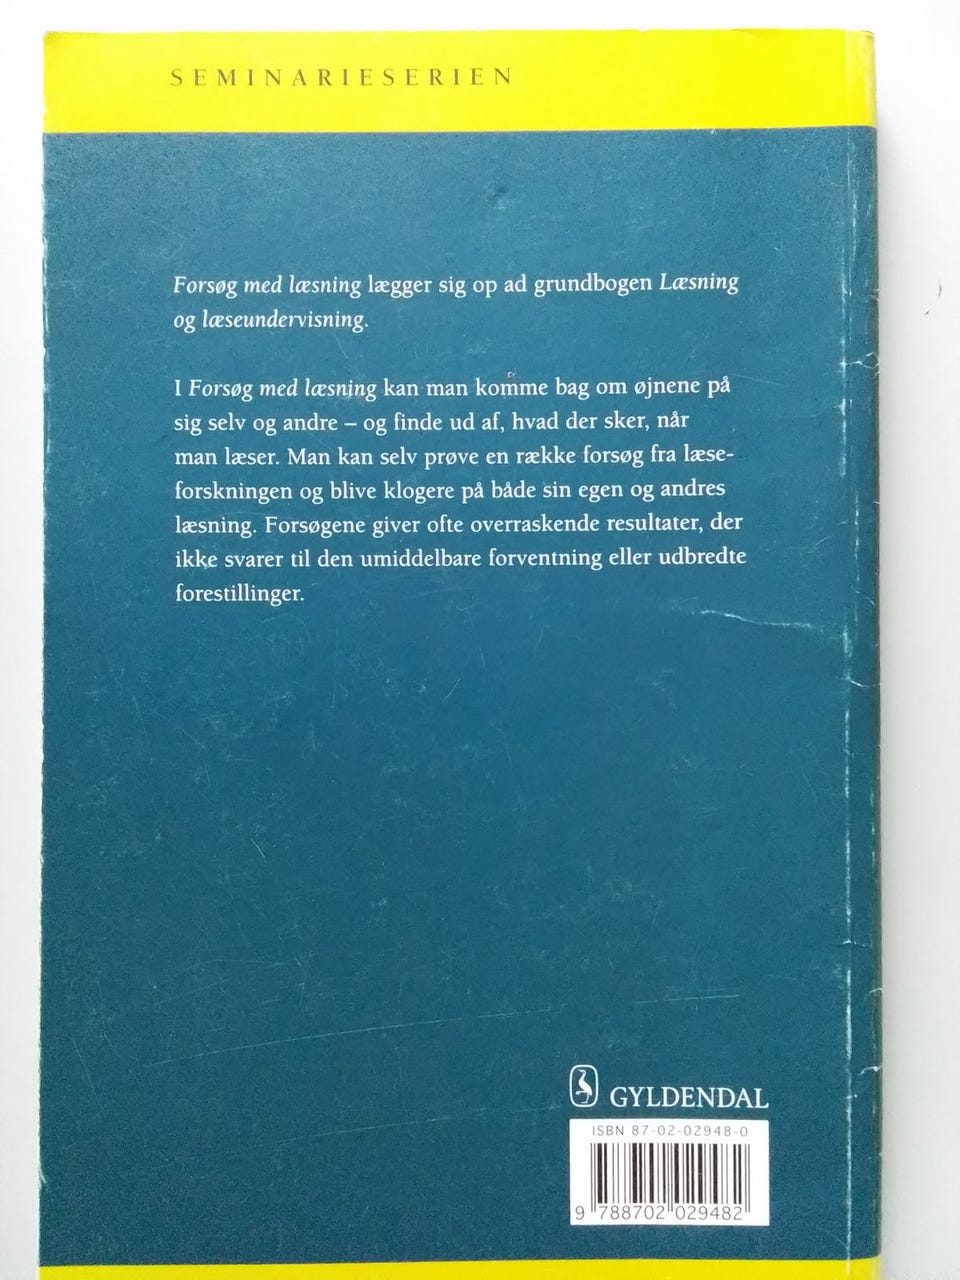 SEMINARIESERIEN
Forsøg med læsning lægger sig op ad grundbogen Læsning
og læseundervisning.
I Forsøg med læsning kan man komme bag om øjnene på
sig selv og andre – og finde ud af, hvad der sker, når
man læser. Man kan selv prøve en række forsøg fra læse-
forskningen og blive klogere på både sin egen og andres
læsning. Forsøgene giver ofte overraskende resultater, der
ikke svarer til den umiddelbare forventning eller udbredte
forestillinger.
GYLDENDAL
ISBN 87-02-02948-0
9 788702 029482